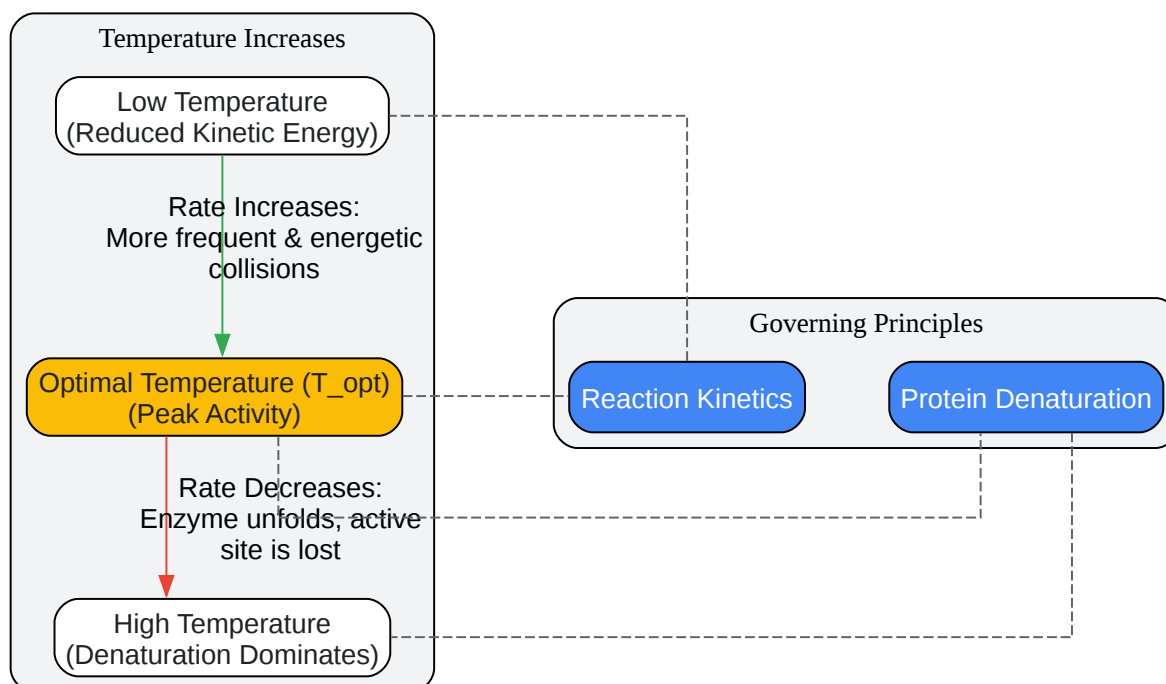 Temperature Increases
Low Temperature
(Reduced Kinetic Energy)
Rate Increases:
More frequent & energetic
collisions
Optimal Temperature (T_opt)
(Peak Activity)
Rate Decreases:
Enzyme unfolds, active
site is lost
High Temperature
(Denaturation Dominates)
Governing Principles
Reaction Kinetics
Protein Denaturation